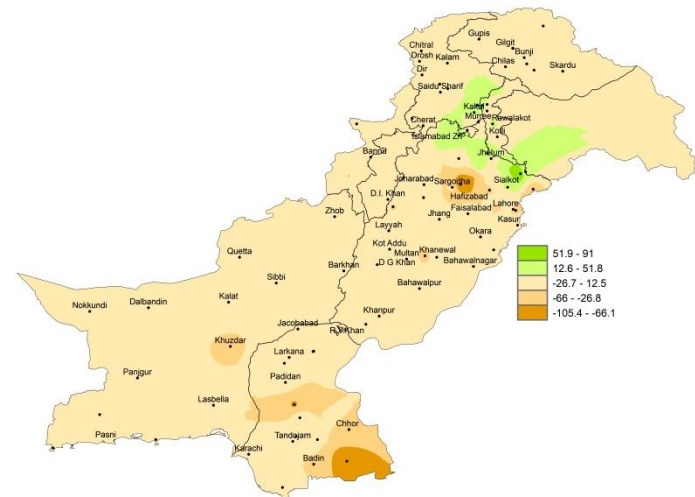 Gupis
Gilgit
Chitral
Bunji
Drosh
Kalam
Chilas
Skardu
Dir
Saidu Sharif
Kakul
Murree
Rawalakot
Cherat
Islamabad ZP
Kotli
Bannu
Jhelum
Joharabad
Sargodha
Sialkot
D.I. Khan
Hafizabad
Lahore
Zhob
Jhang
Faisalabad
Kasur
Layyah
Okara
Quetta
Kot Addu
Multan
Khanewal
Barkhan
D G Khan
Bahawalnagar
Sibbi
Bahawalpur
Dalbandin
Kalat
Nokkundi
Khanpur
Jacobabad
Khuzdar
Larkana
Panjgur
Padidan
Lasbella
Chhor
Pasni
Tandojam
Karachi
Badin
51.9 - 91
12.6 - 51.8
-26.7 - 12.5
-66 - -26.8
-105.4 - -66.1